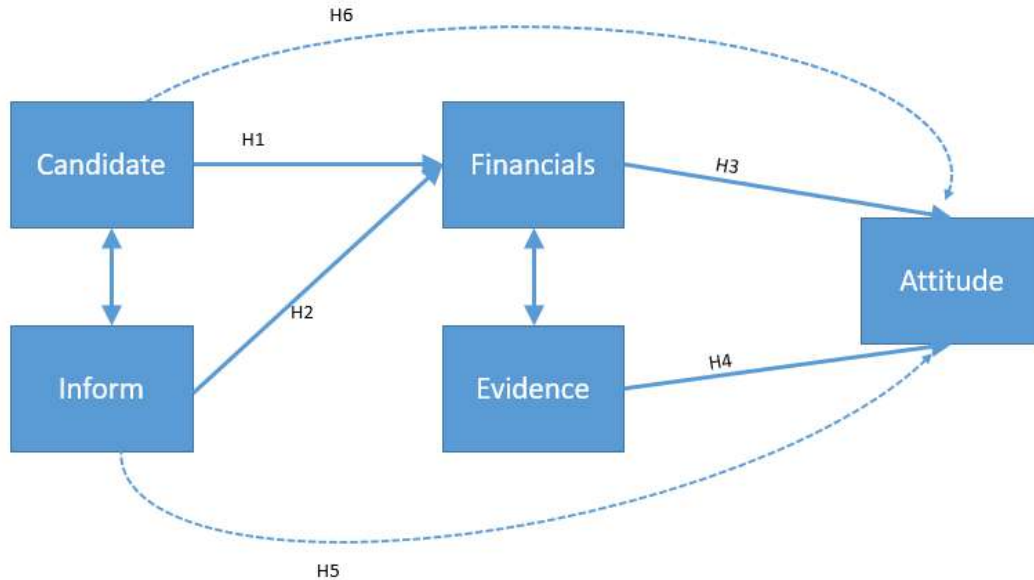 H6
Candidate
H1
Financials
H3
Attitude
H2
Inform
Evidence
H4
H5